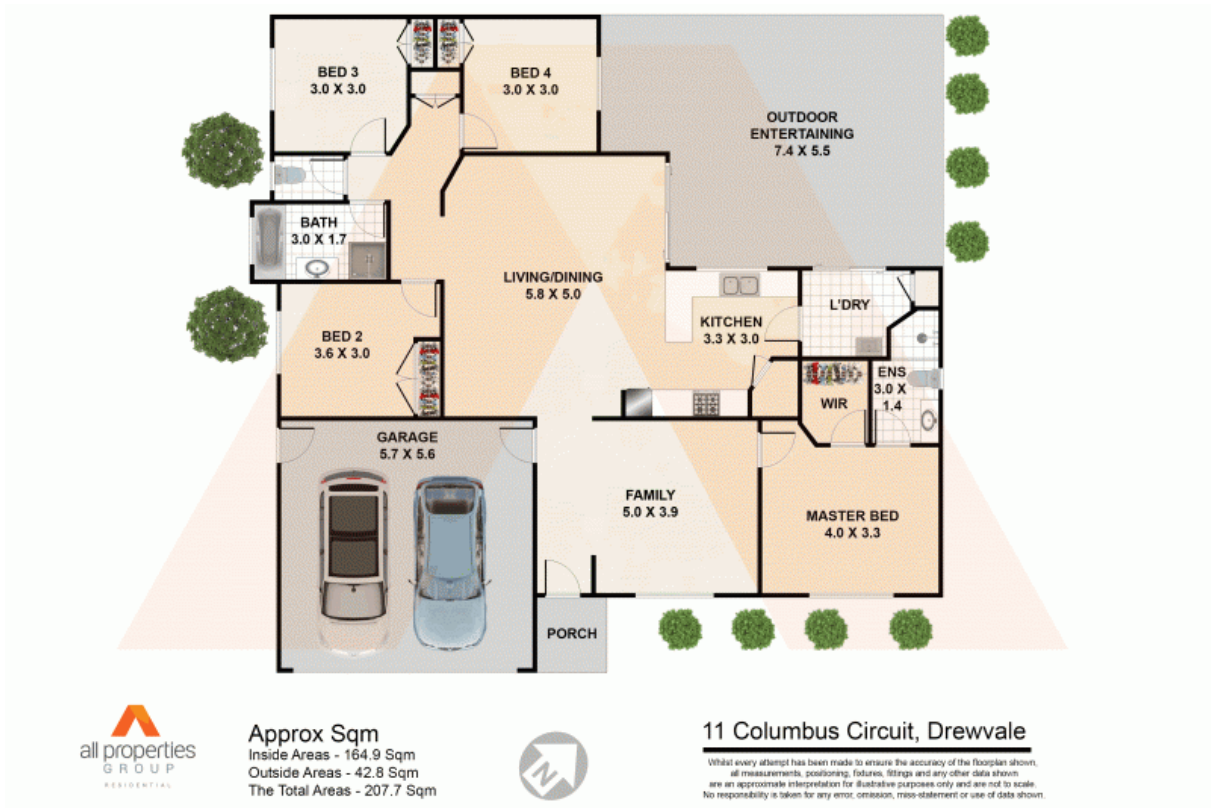 BED 3
3.0 X 3.0
BED 4
3.0 X 3.0
OUTDOOR
ENTERTAINING
7.4 X 5.5
BATH
3.0 X 1.7
LIVING/DINING
5.8 X 5.0
L'DRY
KITCHEN
3.3 X 3.0
BED 2
3.6 X 3.0
ENS
3.0 X
1.4
WIR
GARAGE
5.7 X 5.6
FAMILY
5.0 X 3.9
MASTER BED
4.0 X 3.3
PORCH
all properties
GROUP
RESIDENTIAL
Approx Sqm
Inside Areas - 164.9 Sqm
Outside Areas - 42.8 Sqm
The Total Areas - 207.7 Sqm
N
11 Columbus Circuit, Drewvale
Whilst every attempt has been made to ensure the accuracy of the floorplan shown,
all measurements, positioning, fixtures, fittings and any other data shown
are an approximate interpretation for illustrative purposes only and are not to scale.
No responsibility is taken for any error, omission, miss-statement or use of data shown.